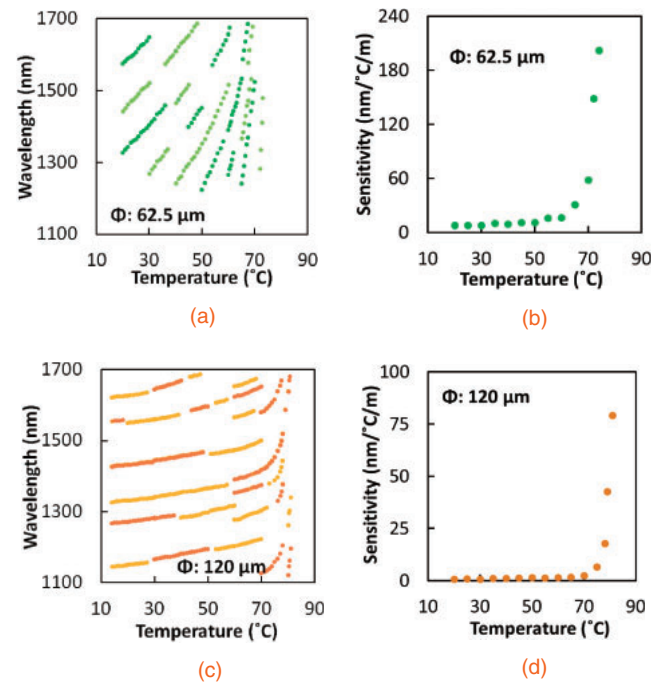 1700
1500
1300
1100
Wavelength (nm)
Φ: 62.5 μm
10 30 50 70 90
Temperature (˚C)
(a)
240
180
120
60
0
Sensitivity (nm/˚C/m)
Φ: 62.5 μm
10 30 50 70 90
Temperature (˚C)
(b)
1700
1500
1300
1100
Wavelength (nm)
Φ: 120 μm
10 30 50 70 90
Temperature (˚C)
(c)
100
75
50
25
0
Sensitivity (nm/˚C/m)
Φ: 120 μm
10 30 50 70 90
Temperature (˚C)
(d)